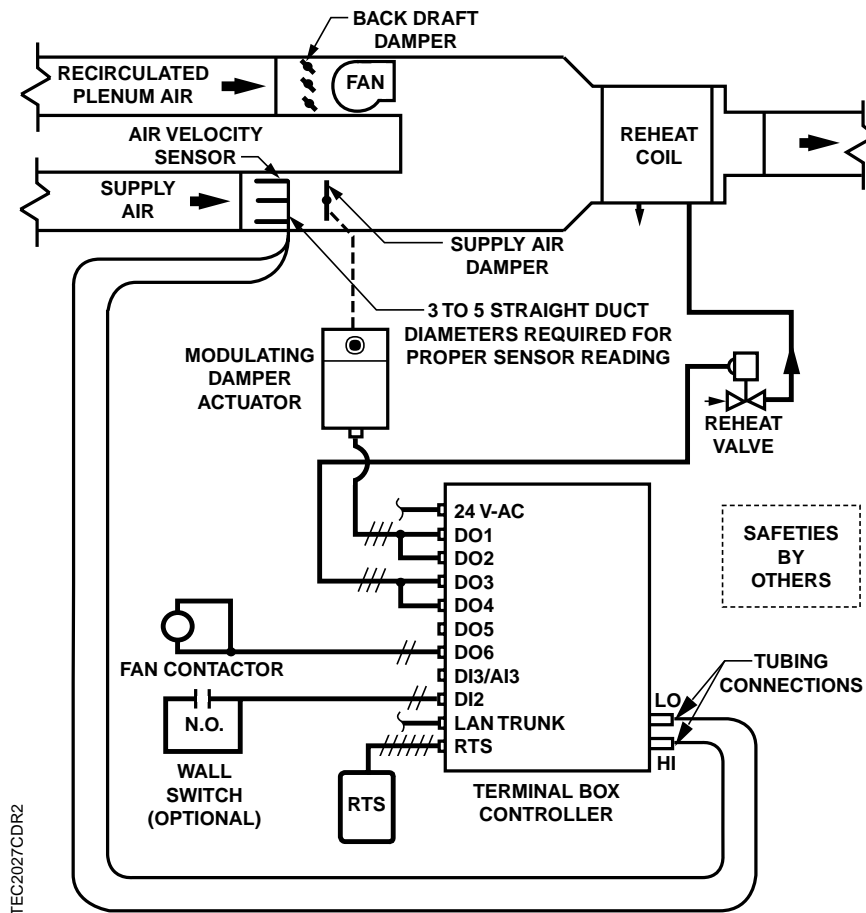 BACK DRAFT
DAMPER
RECIRCULATED
PLENUM AIR
FAN
AIR VELOCITY
SENSOR
REHEAT
COIL
SUPPLY
AIR
SUPPLY AIR
DAMPER
3 TO 5 STRAIGHT DUCT
DIAMETERS REQUIRED FOR
PROPER SENSOR READING
MODULATING
DAMPER
ACTUATOR
REHEAT
VALVE
24 V-AC
DO1
DO2
DO3
DO4
DO5
DO6
DI3/AI3
DI2
LAN TRUNK
RTS
SAFETIES
BY
OTHERS
FAN CONTACTOR
TUBING
CONNECTIONS
LO
HI
N.O.
WALL
SWITCH
(OPTIONAL)
RTS
TERMINAL BOX
CONTROLLER
TEC2027CDR2